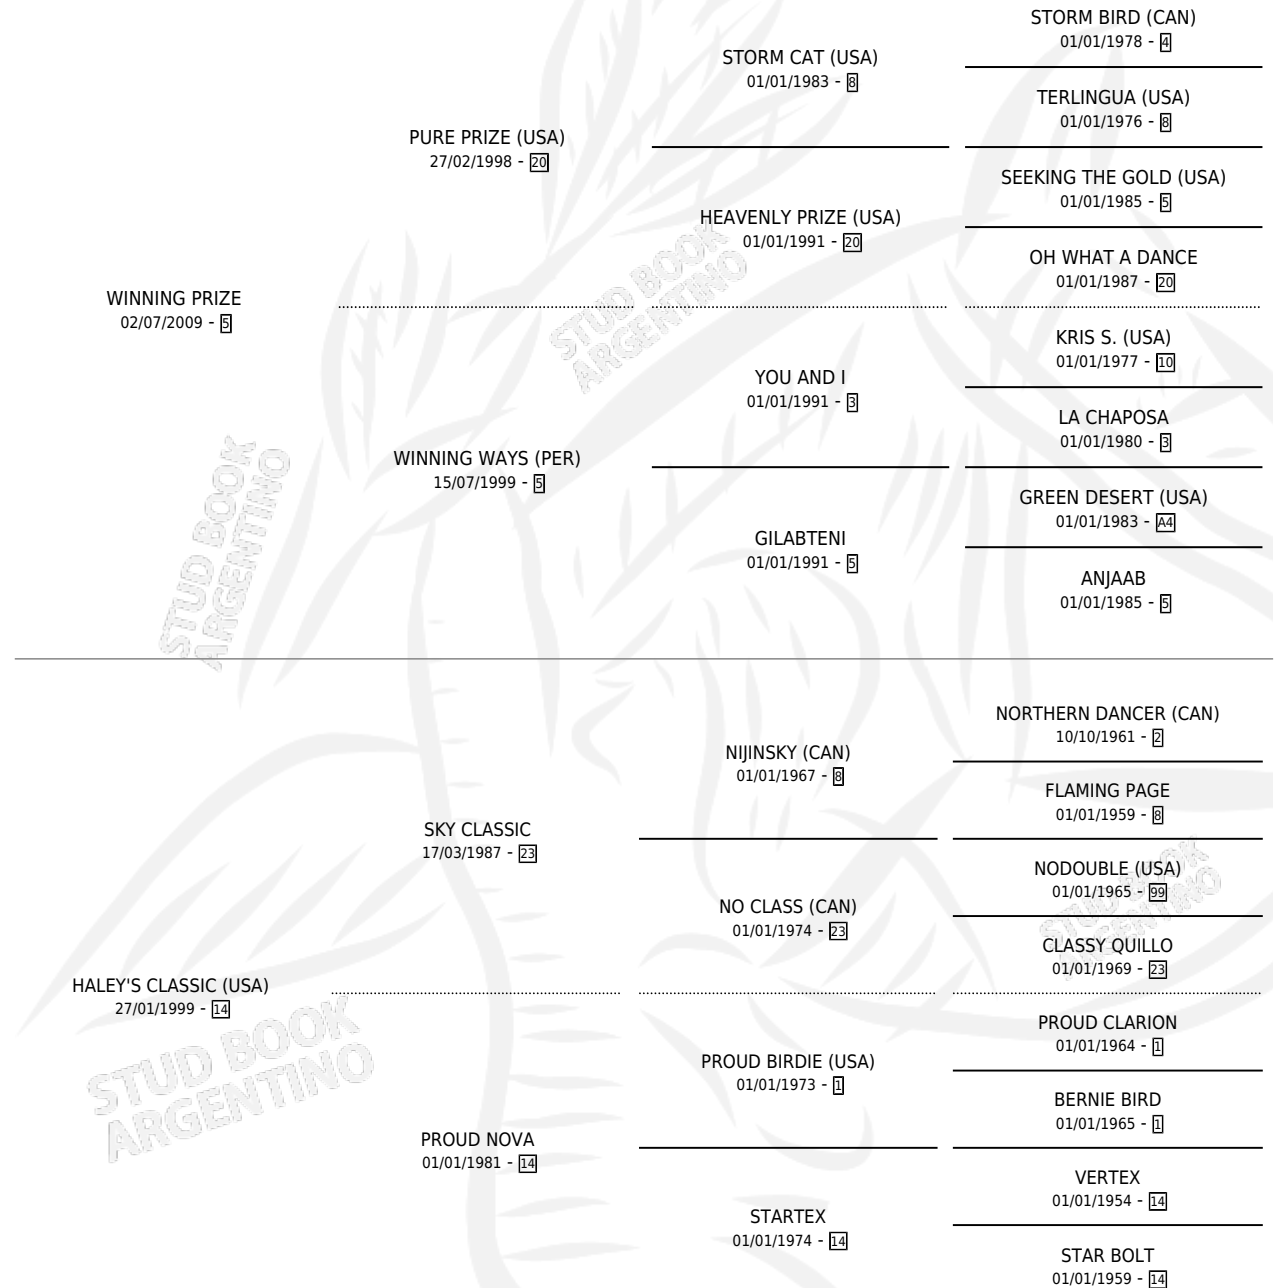 STORM BIRD (CAN)
01/01/1978 - 4
STORM CAT (USA)
01/01/1983 - 8
TERLINGUA (USA)
01/01/1976 - 8
PURE PRIZE (USA)
27/02/1998 - 20
SEEKING THE GOLD (USA)
01/01/1985 - 5
HEAVENLY PRIZE (USA)
01/01/1991 - 20
OH WHAT A DANCE
01/01/1987 - 20
WINNING PRIZE
02/07/2009 - 5
KRIS S. (USA)
01/01/1977 - 10
YOU AND I
01/01/1991 - 3
LA CHAPOSA
01/01/1980 - 3
WINNING WAYS (PER)
15/07/1999 - 5
GREEN DESERT (USA)
01/01/1983 - A4
GILABTENI
01/01/1991 - 5
ANJAAB
01/01/1985 - 5
NORTHERN DANCER (CAN)
10/10/1961 - 2
NIJINSKY (CAN)
01/01/1967 - 8
FLAMING PAGE
01/01/1959 - 8
SKY CLASSIC
17/03/1987 - 23
NODOUBLE (USA)
01/01/1965 - 99
NO CLASS (CAN)
01/01/1974 - 23
CLASSY QUILLO
01/01/1969 - 23
HALEY'S CLASSIC (USA)
27/01/1999 - 14
PROUD CLARION
01/01/1964 - 1
PROUD BIRDIE (USA)
01/01/1973 - 1
BERNIE BIRD
01/01/1965 - 1
PROUD NOVA
01/01/1981 - 14
VERTEX
01/01/1954 - 14
STARTEX
01/01/1974 - 14
STAR BOLT
01/01/1959 - 14
STUD BOOK
ARGENTINO
STUD BOOK
ARGENTINO
STUD BOOK
ARGENTINO
STUD BOOK
ARGENTINO